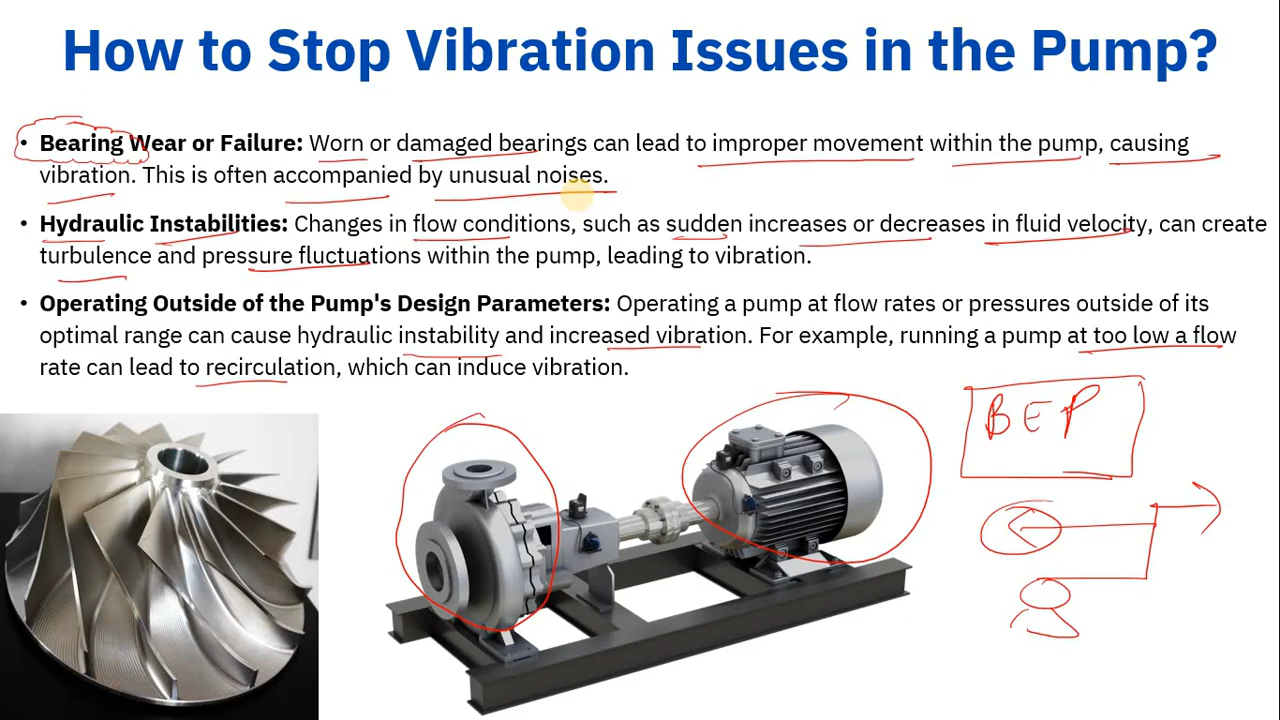 How to Stop Vibration Issues in the Pump?
• Bearing Wear or Failure: Worn or damaged bearings can lead to improper movement within the pump, causing
vibration. This is often accompanied by unusual noises.
• Hydraulic Instabilities: Changes in flow conditions, such as sudden increases or decreases in fluid velocity, can create
turbulence and pressure fluctuations within the pump, leading to vibration.
• Operating Outside of the Pump's Design Parameters: Operating a pump at flow rates or pressures outside of its
optimal range can cause hydraulic instability and increased vibration. For example, running a pump at too low a flow
rate can lead to recirculation, which can induce vibration.
BEP